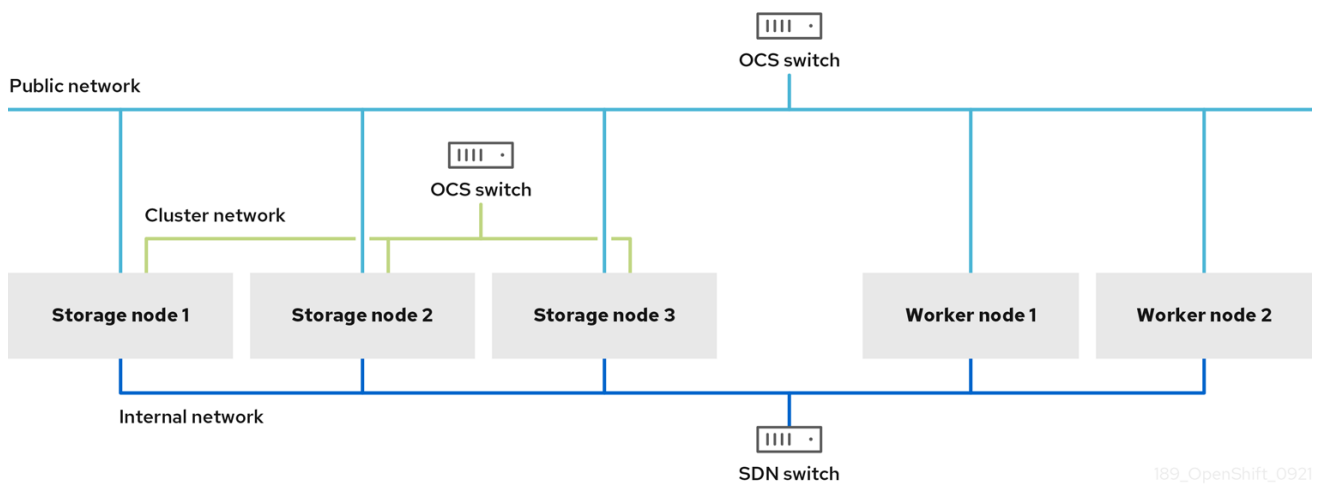 OCS switch
Public network
OCS switch
Cluster network
Storage node 1
Storage node 2
Storage node 3
Worker node 1
Worker node 2
Internal network
SDN switch
189_OpenShift_0921